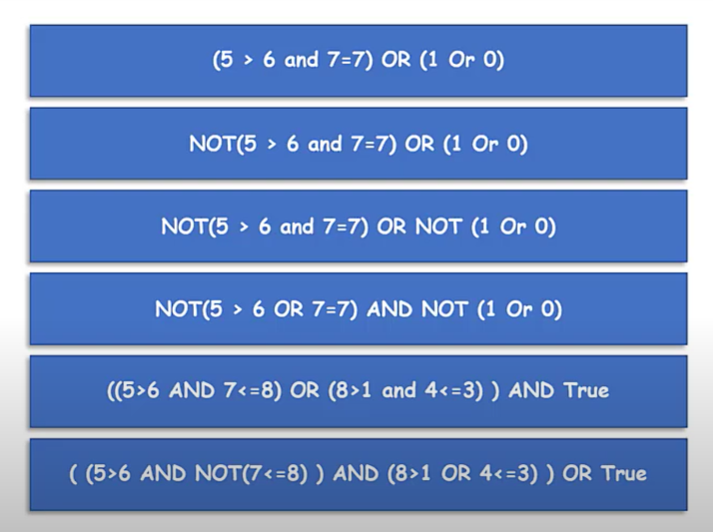 (5 > 6 and 7=7) OR (1 Or 0)
NOT(5 > 6 and 7=7) OR (1 Or 0)
NOT(5 > 6 and 7=7) OR NOT (1 Or 0)
NOT(5 > 6 OR 7=7) AND NOT (1 Or 0)
((5>6 AND 7<=8) OR (8>1 and 4<=3) ) AND True
( (5>6 AND NOT(7<=8) ) AND (8>1 OR 4<=3) ) OR True